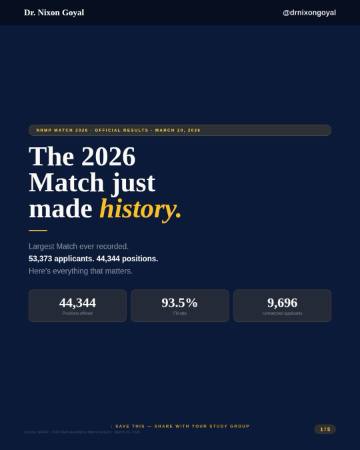 Dr. Nixon Goyal
@drnixongoyal
NRMP MATCH 2026 · OFFICIAL RESULTS · MARCH 20, 2026
The 2026
Match just
made history.
Largest Match ever recorded.
53,373 applicants. 44,344 positions.
Here's everything that matters.
44,344
Positions offered
93.5%
Fill rate
9,696
Unmatched applicants
SAVE THIS — SHARE WITH YOUR STUDY GROUP
1 / 5